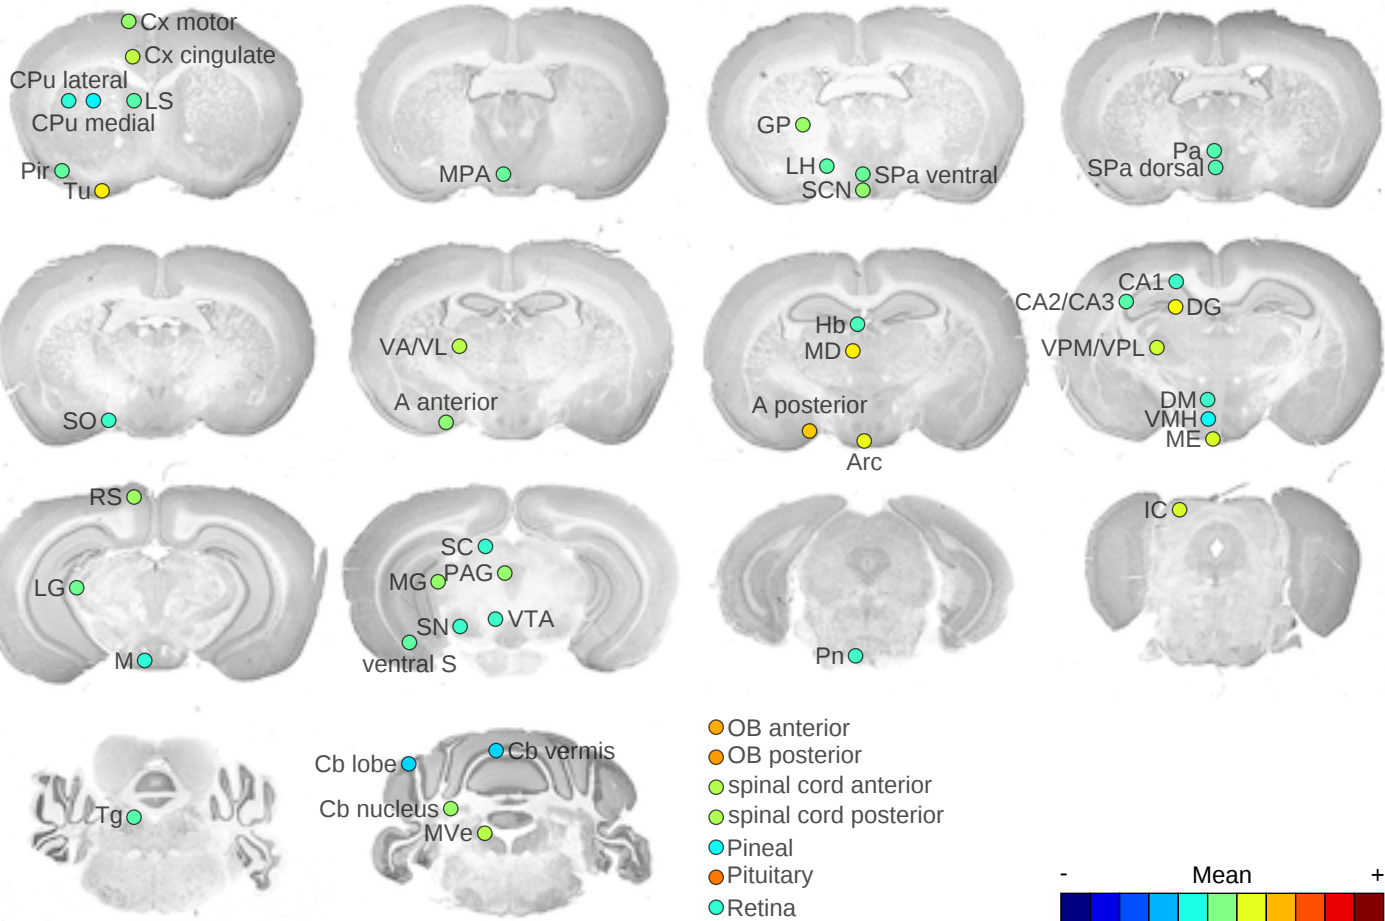 Cx motor
Cx cingulate
CPu lateral
LS
CPu medial
Pir
Tu
MPA
GP
LH
SPa ventral
SCN
Pa
SPa dorsal
SO
VA/VL
A anterior
Hb
MD
A posterior
Arc
CA1
CA2/CA3
DG
VPM/VPL
DM
VMH
ME
RS
LG
M
SC
MG
PAG
SN
VTA
ventral S
Pn
IC
Tg
Cb lobe
Cb vermis
Cb nucleus
MVe
OB anterior
OB posterior
spinal cord anterior
spinal cord posterior
Pineal
Pituitary
Retina
- Mean +